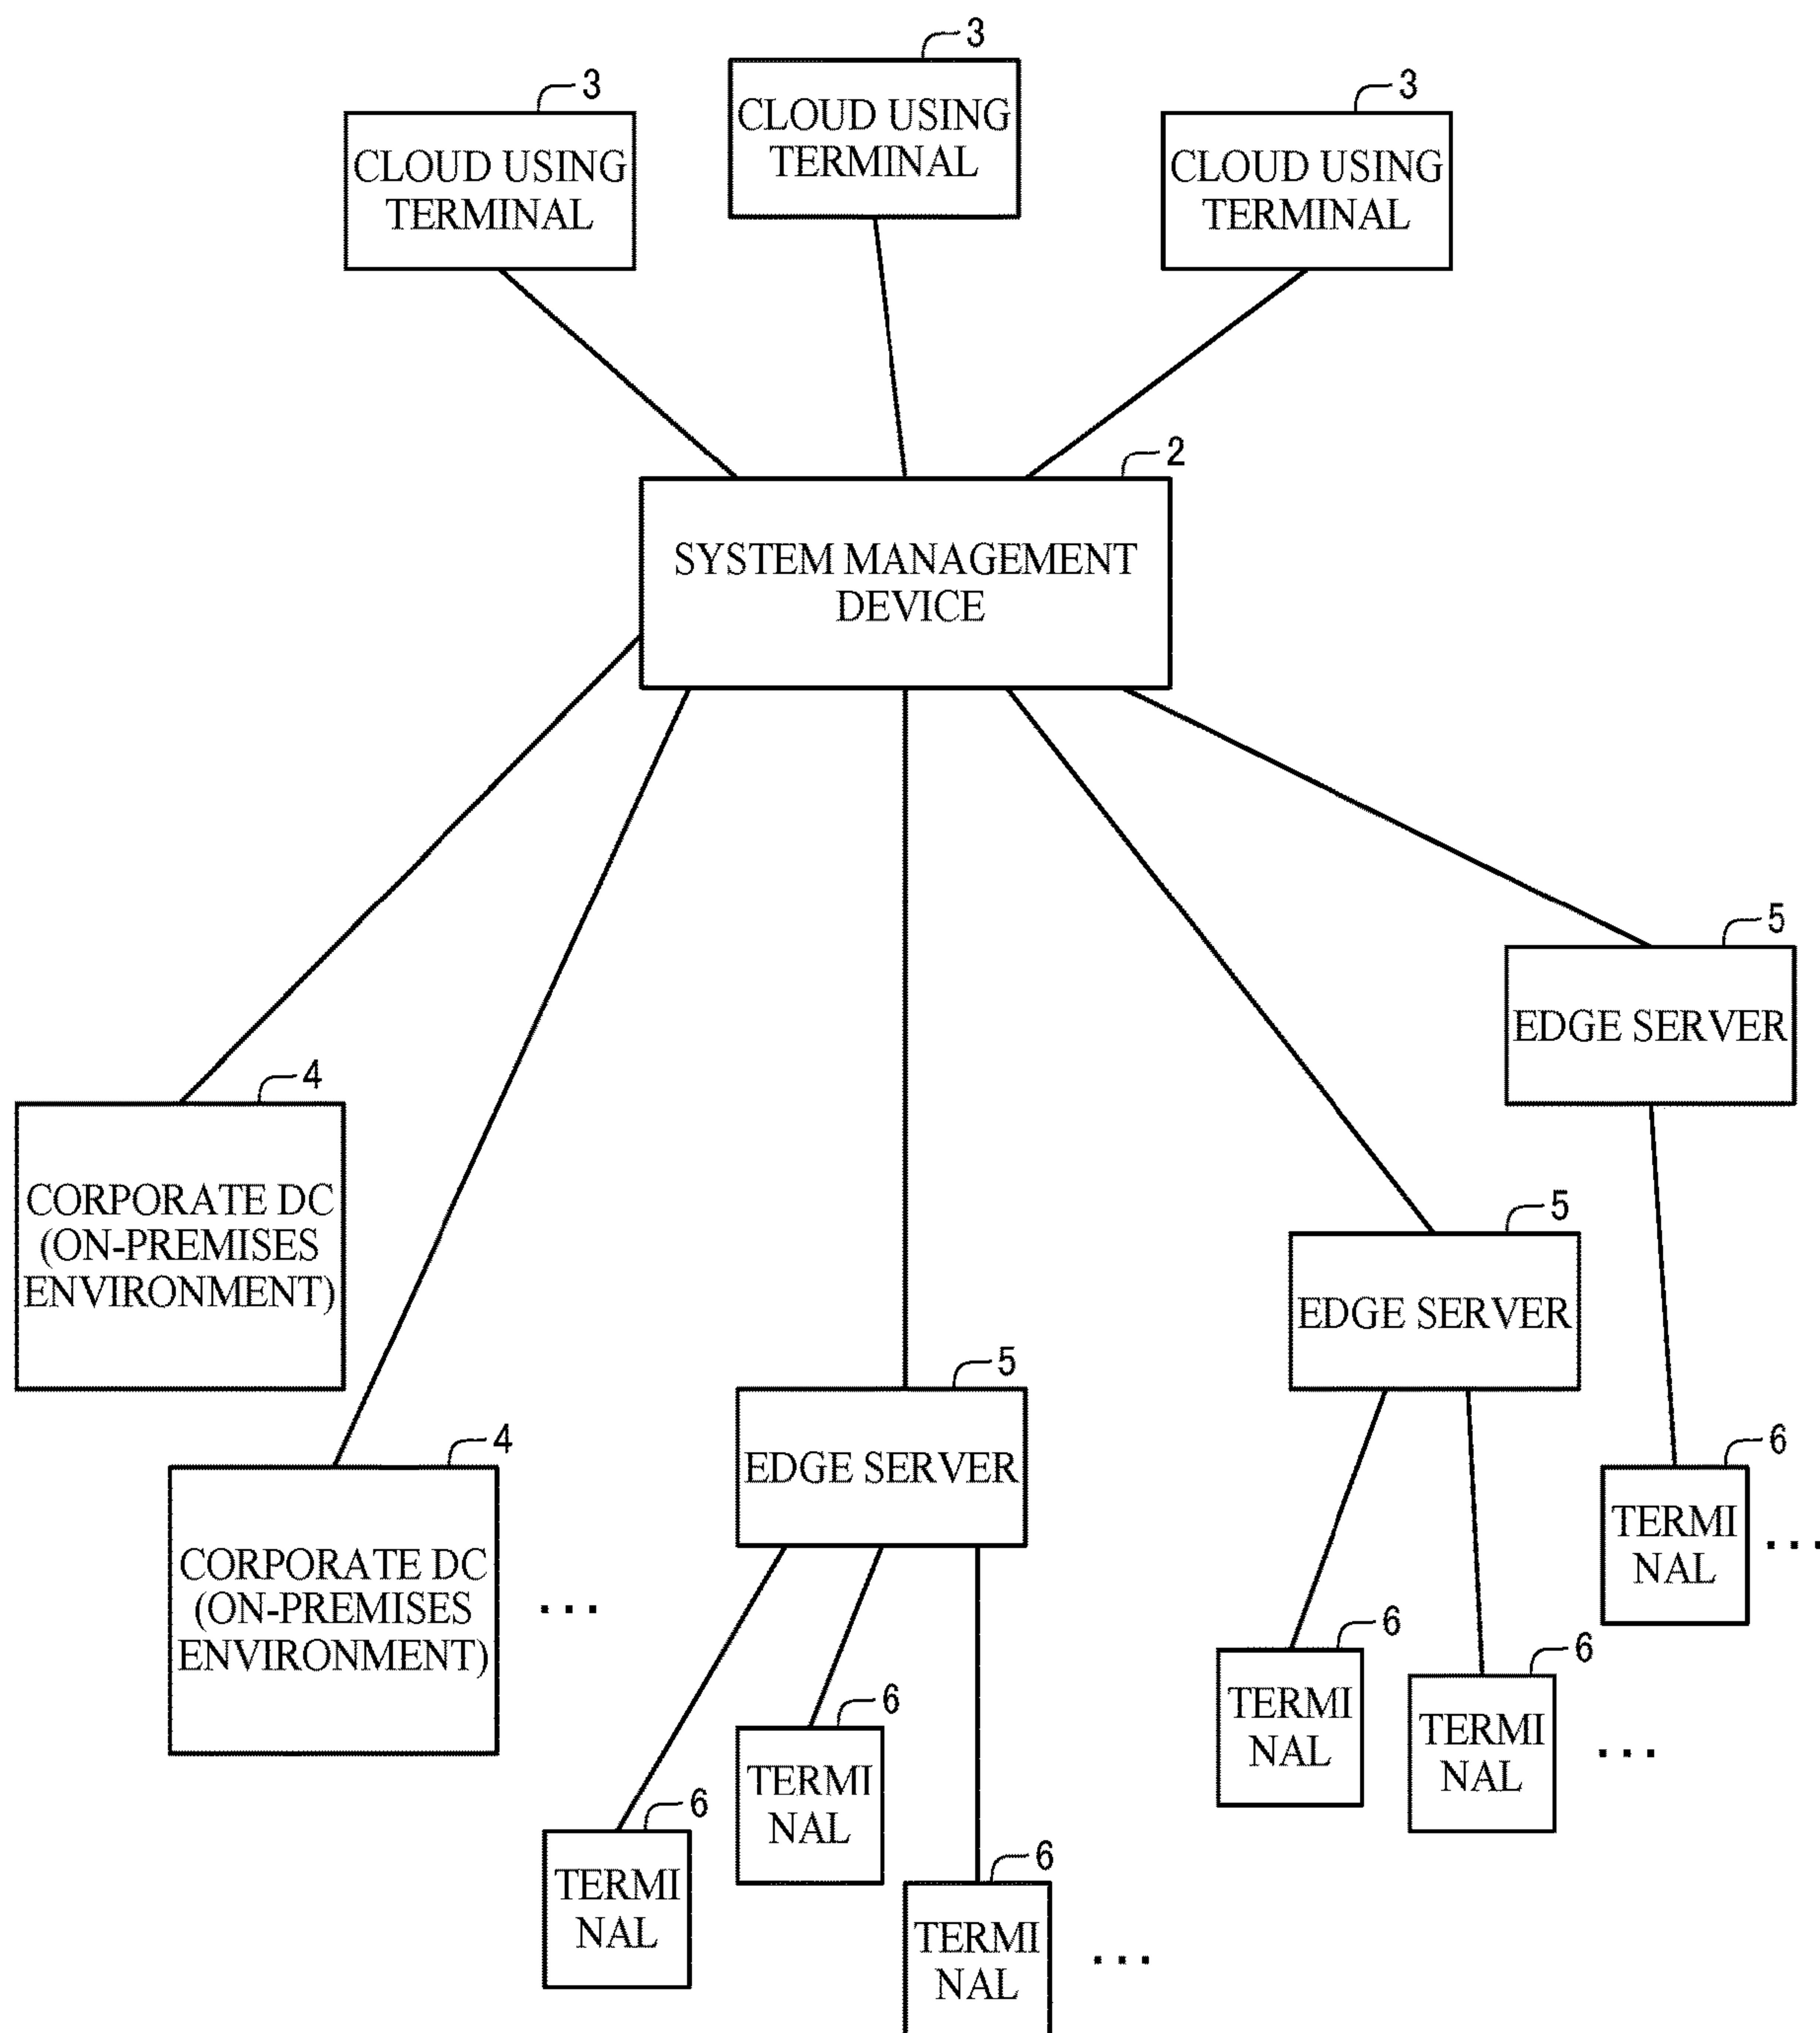 3
CLOUD USING
TERMINAL
3
CLOUD USING
TERMINAL
3
CLOUD USING
TERMINAL
2
SYSTEM MANAGEMENT
DEVICE
5
EDGE SERVER
4
CORPORATE DC
(ON-PREMISES
ENVIRONMENT)
5
EDGE SERVER
5
EDGE SERVER
4
CORPORATE DC
(ON-PREMISES
ENVIRONMENT)
...
6
TERMI
NAL
...
6
TERMI
NAL
6
TERMI
NAL
...
6
TERMI
NAL
6
TERMI
NAL
6
TERMI
NAL
...